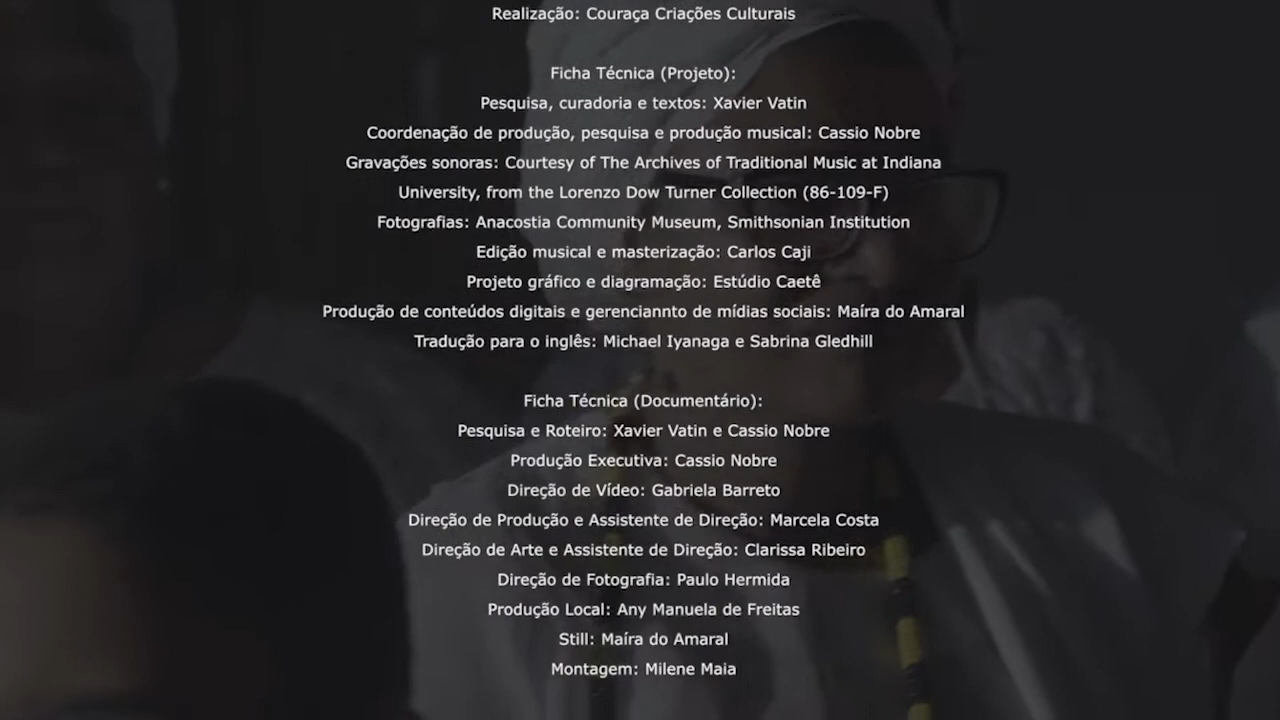 Realização: Couraça Criações Culturais
Ficha Técnica (Projeto):
Pesquisa, curadoria e textos: Xavier Vatin
Coordenação de produção, pesquisa e produção musical: Cassio Nobre
Gravações sonoras: Courtesy of The Archives of Traditional Music at Indiana
University, from the Lorenzo Dow Turner Collection (86-109-F)
Fotografias: Anacostia Community Museum, Smithsonian Institution
Edição musical e masterização: Carlos Caji
Projeto gráfico e diagramação: Estúdio Caetê
Produção de conteúdos digitais e gerenciannto de mídias sociais: Maíra do Amaral
Tradução para o inglês: Michael Iyanaga e Sabrina Gledhill
Ficha Técnica (Documentário):
Pesquisa e Roteiro: Xavier Vatin e Cassio Nobre
Produção Executiva: Cassio Nobre
Direção de Vídeo: Gabriela Barreto
Direção de Produção e Assistente de Direção: Marcela Costa
Direção de Arte e Assistente de Direção: Clarissa Ribeiro
Direção de Fotografia: Paulo Hermida
Produção Local: Any Manuela de Freitas
Still: Maíra do Amaral
Montagem: Milene Maia